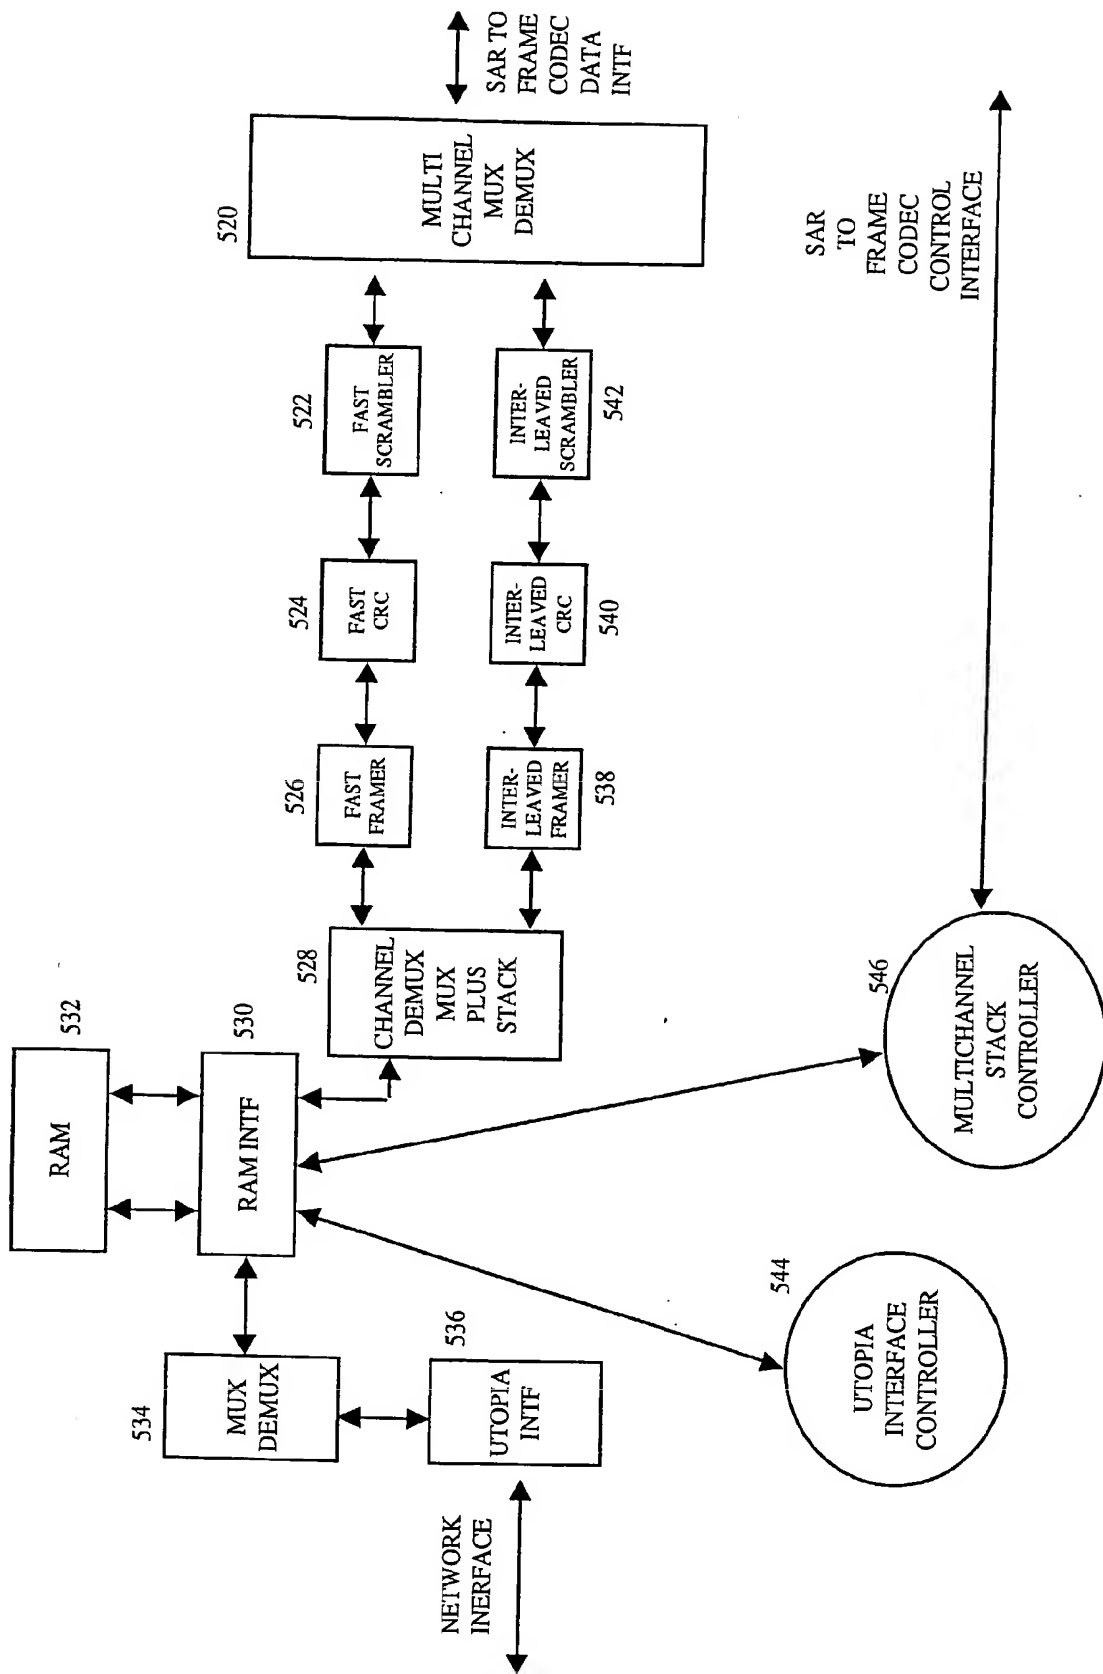 532
RAM
530
RAM INTF
534
MUX
DEMUX
536
UTOPIA
INTF
NETWORK
INERFACE
528
CHANNEL
DEMUX
MUX
PLUS
STACK
526
FAST
FRAMER
524
FAST
CRC
522
FAST
SCRAMBLER
520
MULTI
CHANNEL
MUX
DEMUX
SAR TO
FRAME
CODEC
DATA
INTF
INTER-
LEAVED
FRAMER
538
INTER-
LEAVED
CRC
540
INTER-
LEAVED
SCRAMBLER
542
544
UTOPIA
INTERFACE
CONTROLLER
546
MULTICHANNEL
STACK
CONTROLLER
SAR
TO
FRAME
CODEC
CONTROL
INTERFACE